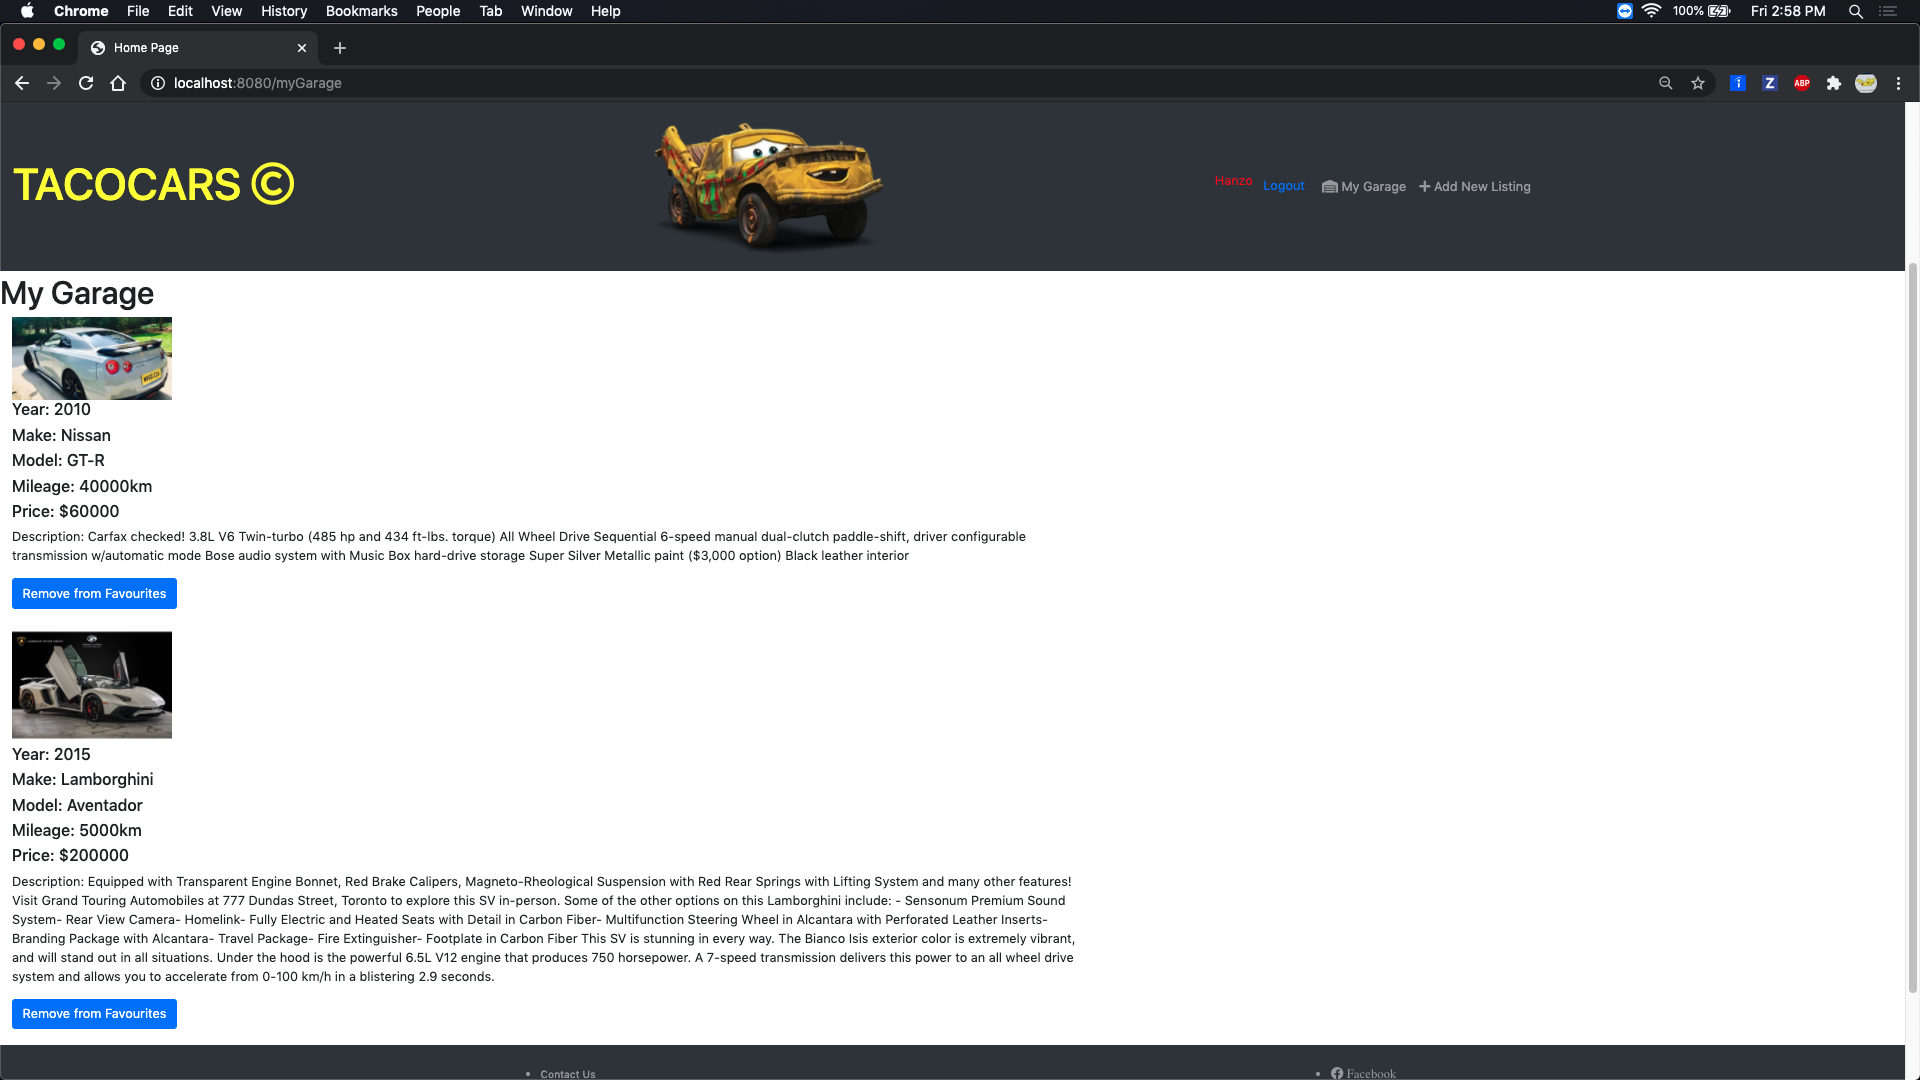 Chrome File Edit View History Bookmarks People Tab Window Help 100% Fri 2:58 PM
Home Page
localhost:8080/myGarage
Z ABP
TACOCARS ©
Hanzo Logout My Garage Add New Listing
My Garage
Year: 2010
Make: Nissan
Model: GT-R
Mileage: 40000km
Price: $60000
Description: Carfax checked! 3.8L V6 Twin-turbo (485 hp and 434 ft-lbs. torque) All Wheel Drive Sequential 6-speed manual dual-clutch paddle-shift, driver configurable
transmission w/automatic mode Bose audio system with Music Box hard-drive storage Super Silver Metallic paint ($3,000 option) Black leather interior
Remove from Favourites
Year: 2015
Make: Lamborghini
Model: Aventador
Mileage: 5000km
Price: $200000
Description: Equipped with Transparent Engine Bonnet, Red Brake Calipers, Magneto-Rheological Suspension with Red Rear Springs with Lifting System and many other features!
Visit Grand Touring Automobiles at 777 Dundas Street, Toronto to explore this SV in-person. Some of the other options on this Lamborghini include: - Sensonum Premium Sound
System- Rear View Camera- Homelink- Fully Electric and Heated Seats with Detail in Carbon Fiber- Multifunction Steering Wheel in Alcantara with Perforated Leather Inserts-
Branding Package with Alcantara- Travel Package- Fire Extinguisher- Footplate in Carbon Fiber This SV is stunning in every way. The Bianco Isis exterior color is extremely vibrant,
and will stand out in all situations. Under the hood is the powerful 6.5L V12 engine that produces 750 horsepower. A 7-speed transmission delivers this power to an all wheel drive
system and allows you to accelerate from 0-100 km/h in a blistering 2.9 seconds.
Remove from Favourites
Contact Us
Facebook